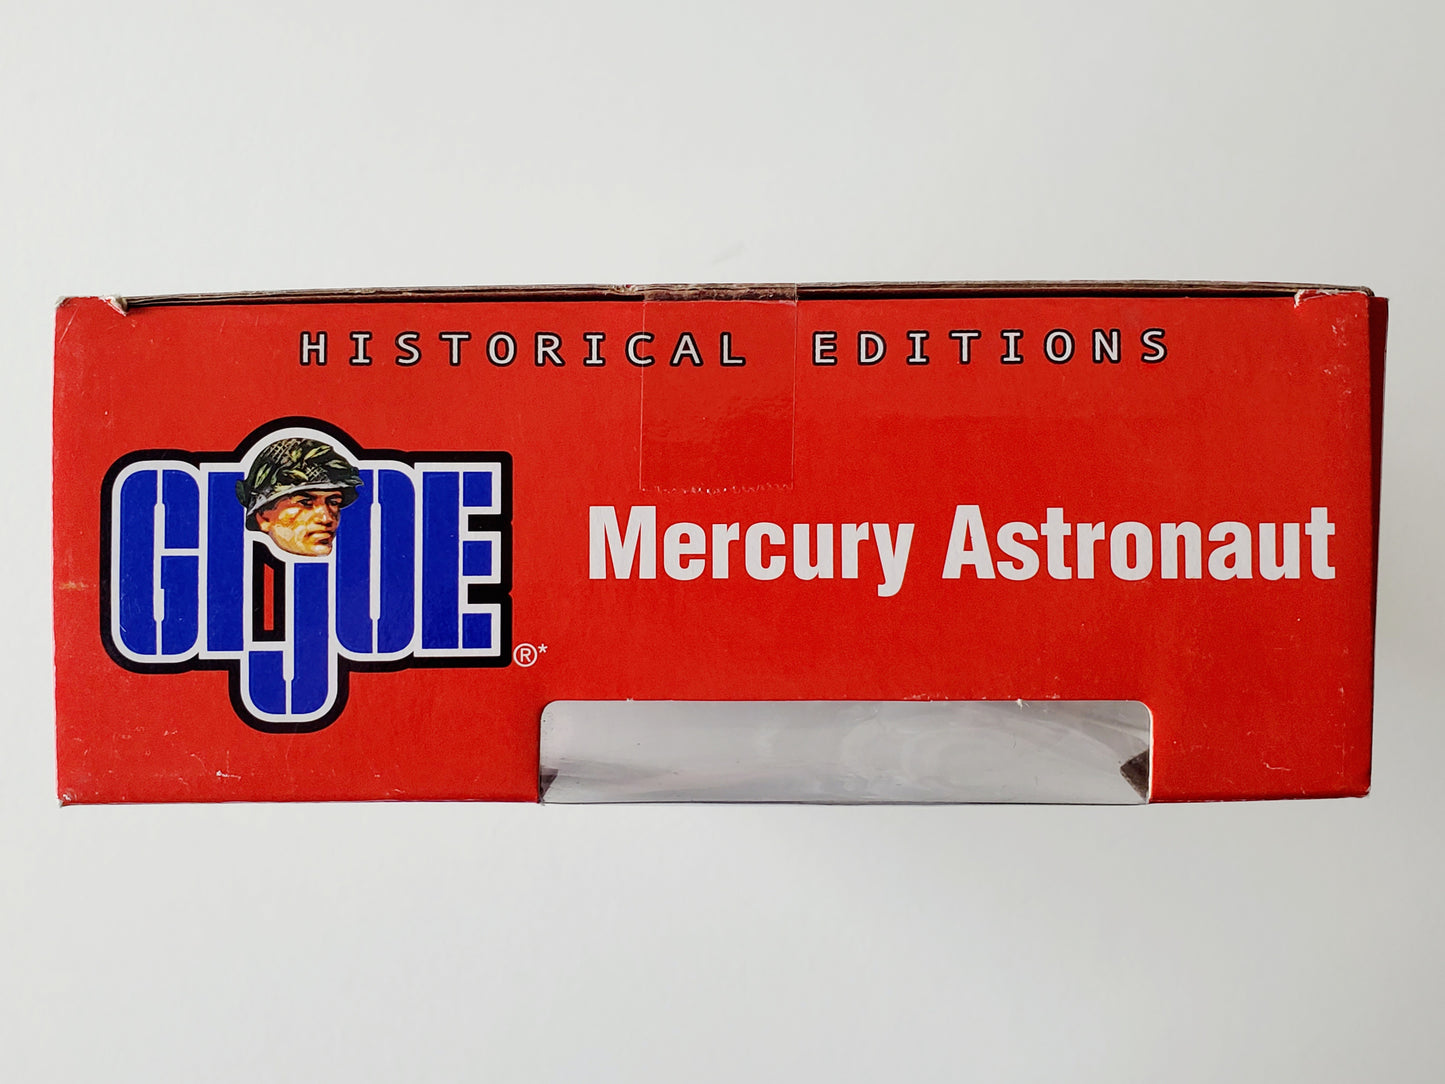 HISTORICAL EDITIONS
GI JOE ®*
Mercury Astronaut